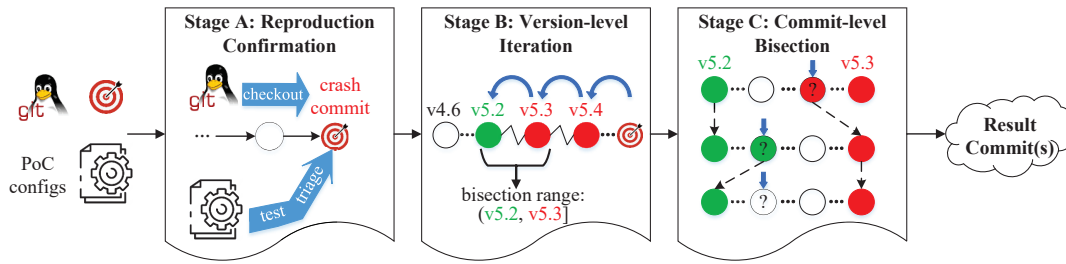 git
PoC
configs
Stage A: Reproduction
Confirmation
git
checkout
crash
commit
...
test
triage
Stage B: Version-level
Iteration
v4.6
v5.2
v5.3
v5.4
bisection range:
(v5.2, v5.3]
Stage C: Commit-level
Bisection
v5.2
v5.3
?
?
?
Result
Commit(s)